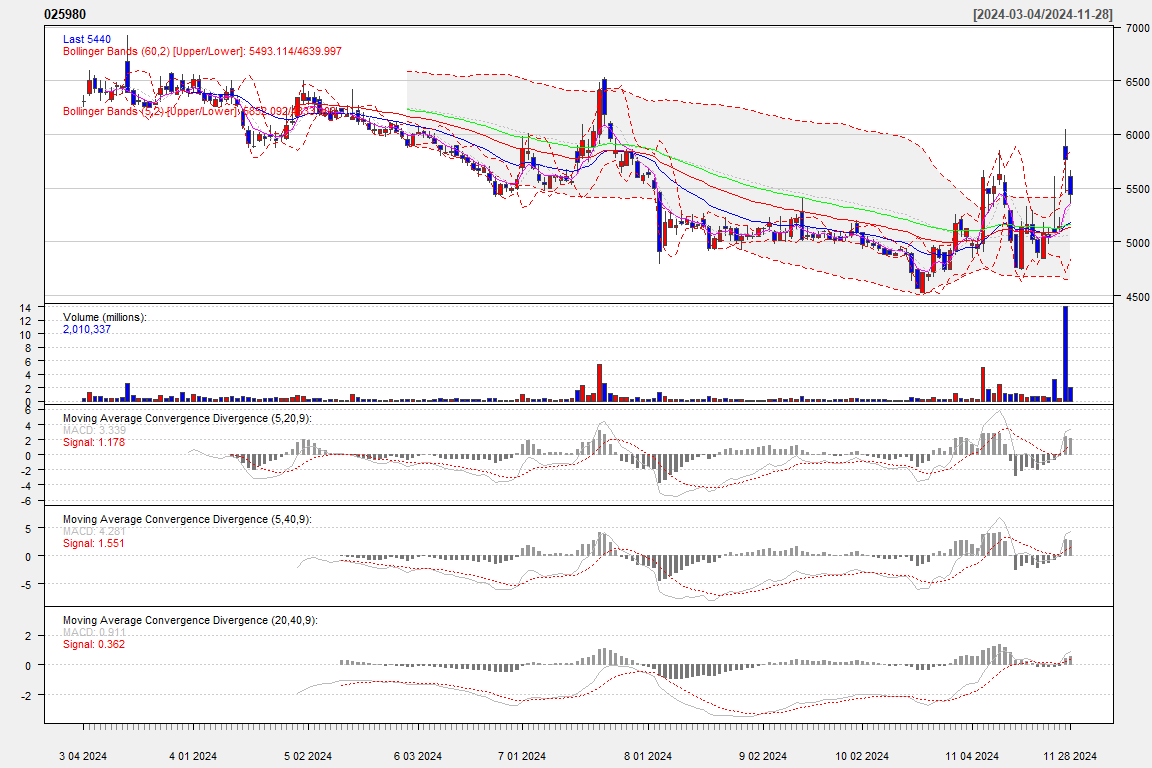 025980
[2024-03-04/2024-11-28]
Last 5440
Bollinger Bands (60,2) [Upper/Lower]: 5493.114/4639.997
Bollinger Bands (5,2) [Upper/Lower]:
7000
6500
6000
5500
5000
4500
Volume (millions):
2,010,337
14
12
10
8
6
4
2
0
Moving Average Convergence Divergence (5,20,9):
MACD: 3.339
Signal: 1.178
6
4
2
0
-2
-4
-6
Moving Average Convergence Divergence (5,40,9):
MACD: 4.281
Signal: 1.551
5
0
-5
Moving Average Convergence Divergence (20,40,9):
MACD: 0.911
Signal: 0.362
2
0
-2
3 04 2024
4 01 2024
5 02 2024
6 03 2024
7 01 2024
8 01 2024
9 02 2024
10 02 2024
11 04 2024
11 28 2024